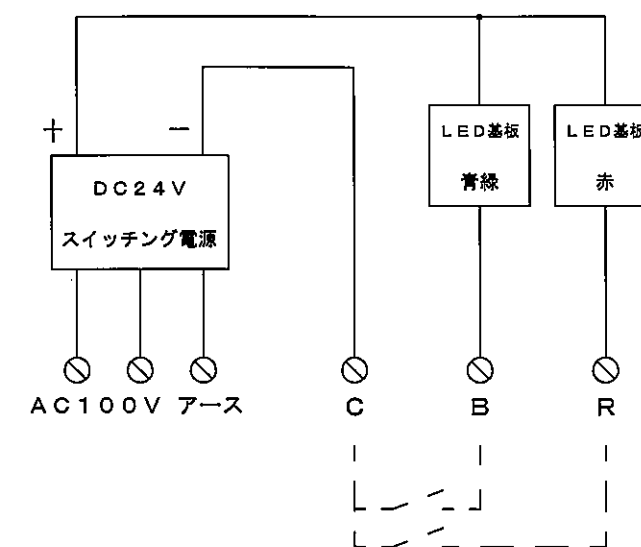 + −
LED基板 LED基板
DC24V 青緑 赤
スイッチング電源
AC100V アース C B R